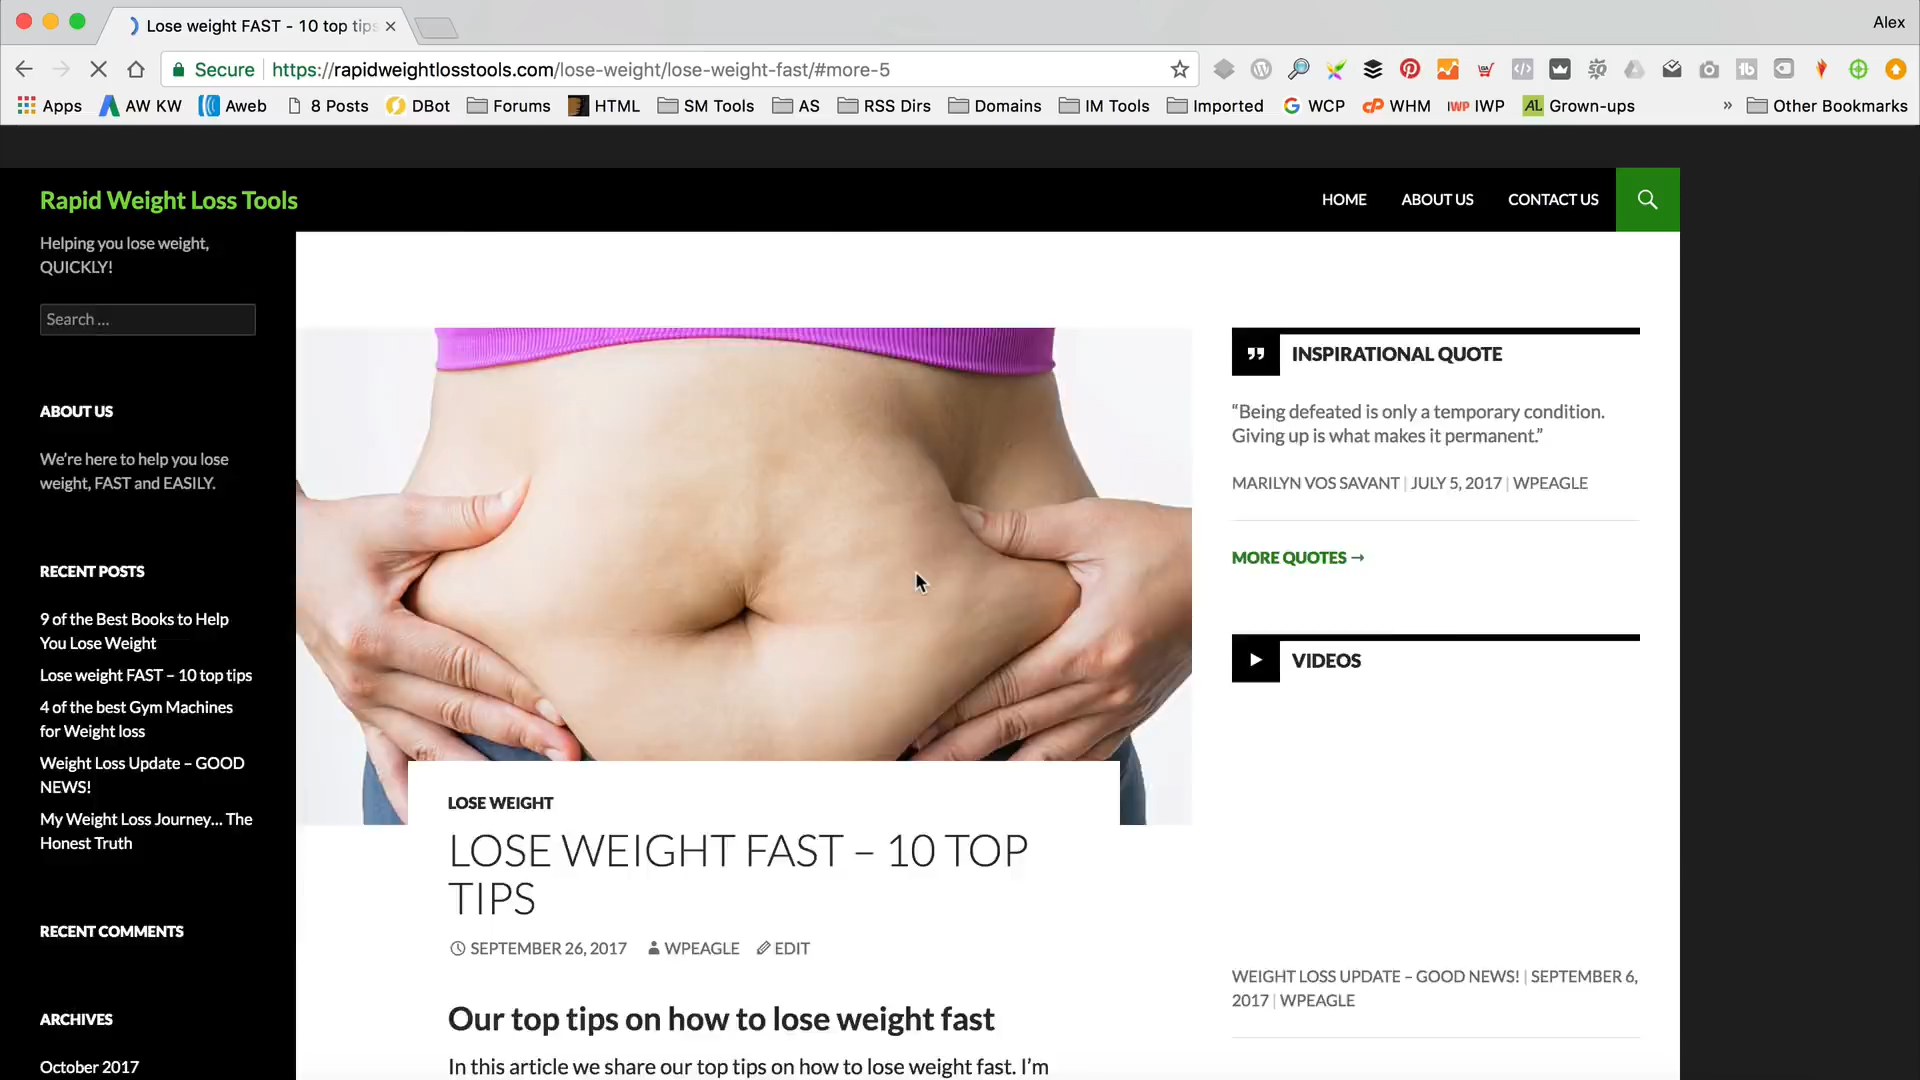 Lose weight FAST - 10 top tips
Alex
Secure
https://rapidweightlosstools.com/lose-weight/lose-weight-fast/#more-5
Apps
AW KW
Aweb
8 Posts
DBot
Forums
HTML
SM Tools
AS
RSS Dirs
Domains
IM Tools
Imported
WCP
WHM
IWP IWP
AL Grown-ups
»
Other Bookmarks
Rapid Weight Loss Tools
HOME
ABOUT US
CONTACT US
Helping you lose weight,
QUICKLY!
Search ...
ABOUT US
We're here to help you lose
weight, FAST and EASILY.
RECENT POSTS
9 of the Best Books to Help
You Lose Weight
Lose weight FAST – 10 top tips
4 of the best Gym Machines
for Weight loss
Weight Loss Update – GOOD
NEWS!
My Weight Loss Journey… The
Honest Truth
RECENT COMMENTS
ARCHIVES
October 2017
LOSE WEIGHT
LOSE WEIGHT FAST – 10 TOP
TIPS
SEPTEMBER 26, 2017 WPEAGLE EDIT
Our top tips on how to lose weight fast
In this article we share our top tips on how to lose weight fast. I'm
INSPIRATIONAL QUOTE
“Being defeated is only a temporary condition.
Giving up is what makes it permanent.”
MARILYN VOS SAVANT | JULY 5, 2017 | WPEAGLE
MORE QUOTES →
VIDEOS
WEIGHT LOSS UPDATE – GOOD NEWS! | SEPTEMBER 6,
2017 | WPEAGLE